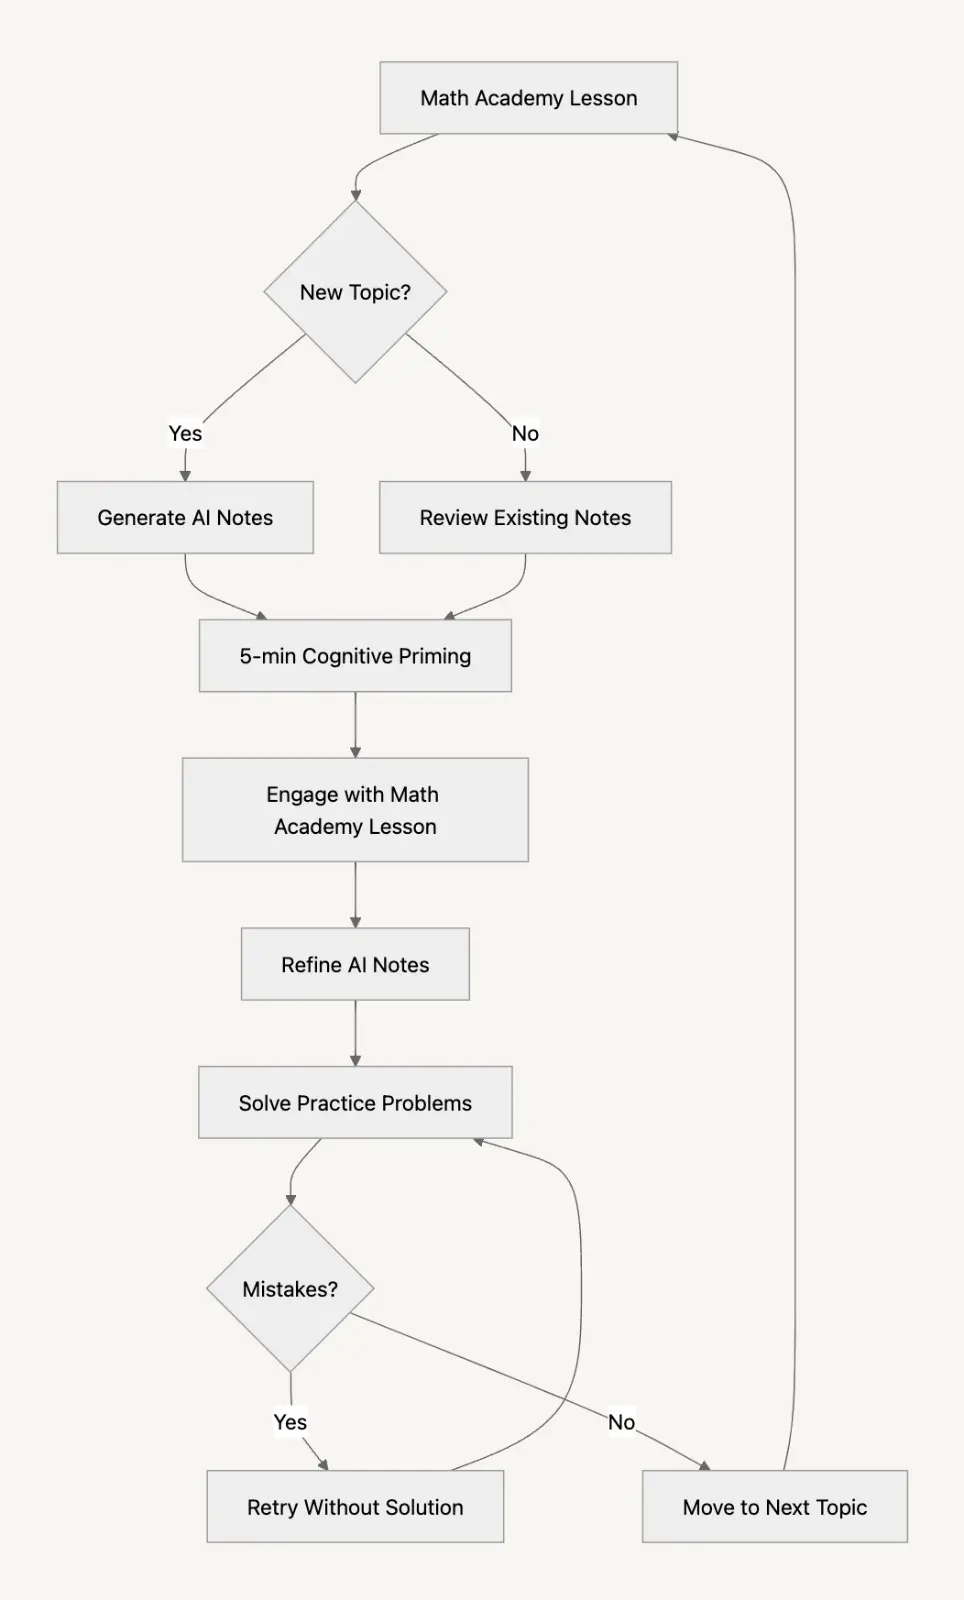 Math Academy Lesson
New Topic?
Yes
No
Generate AI Notes
Review Existing Notes
5-min Cognitive Priming
Engage with Math
Academy Lesson
Refine AI Notes
Solve Practice Problems
Mistakes?
Yes
No
Retry Without Solution
Move to Next Topic